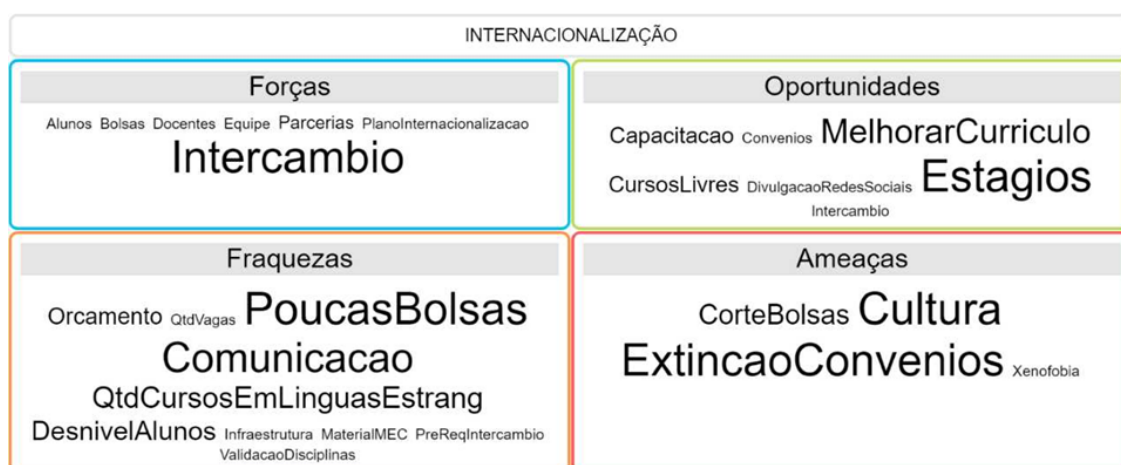 INTERNACIONALIZAÇÃO
Forças
Alunos Bolsas Docentes Equipe Parcerias PlanoInternacionalizacao
Intercambio
Oportunidades
Capacitacao Convenios MelhorarCurriculo
CursosLivres DivulgacaoRedesSociais Estagios
Intercambio
Fraquezas
Orcamento QtdVagas PoucasBolsas
Comunicacao
QtdCursosEmLinguasEstrang
DesnivelAlunos Infraestrutura MaterialMEC PreReqIntercambio
ValidacaoDisciplinas
Ameaças
CorteBolsas Cultura
ExtincaoConvenios Xenofobia